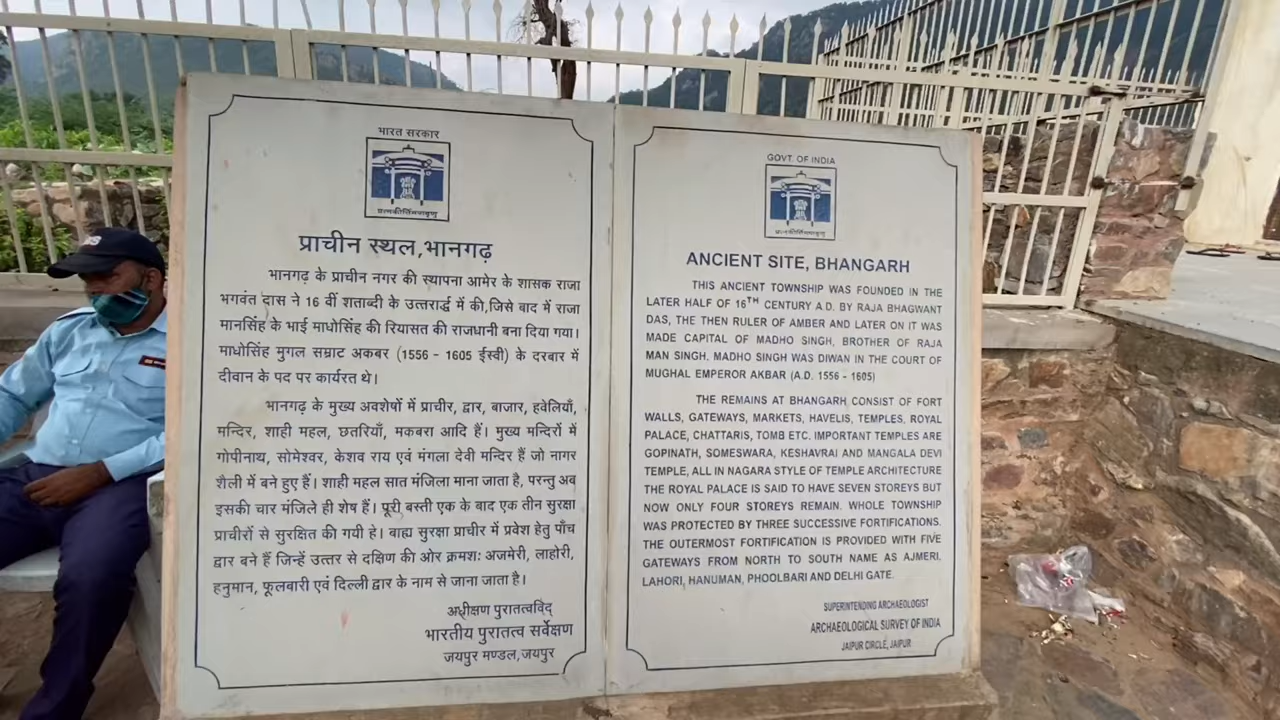 भारत सरकार
प्रत्नकीर्तिमपावृणु
प्राचीन स्थल,भानगढ़
भानगढ़ के प्राचीन नगर की स्थापना आमेर के शासक राजा
भगवंत दास ने 16 वीं शताब्दी के उत्तरार्द्ध में की,जिसे बाद में राजा
मानसिंह के भाई माधोसिंह की रियासत की राजधानी बना दिया गया।
माधोसिंह मुगल सम्राट अकबर (1556 - 1605 ईस्वी) के दरबार में
दीवान के पद पर कार्यरत थे।
भानगढ़ के मुख्य अवशेषों में प्राचीर, द्वार, बाजार, हवेलियाँ,
मन्दिर, शाही महल, छतरियाँ, मकबरा आदि हैं। मुख्य मन्दिरों में
गोपीनाथ, सोमेश्वर, केशव राय एवं मंगला देवी मन्दिर हैं जो नागर
शैली में बने हुए हैं। शाही महल सात मंजिला माना जाता है, परन्तु अब
इसकी चार मंजिले ही शेष हैं। पूरी बस्ती एक के बाद एक तीन सुरक्षा
प्राचीरों से सुरक्षित की गयी हे। बाह्य सुरक्षा प्राचीर में प्रवेश हेतु पाँच
द्वार बने हैं जिन्हें उत्तर से दक्षिण की ओर क्रमशः अजमेरी, लाहोरी,
हनुमान, फूलबारी एवं दिल्ली द्वार के नाम से जाना जाता है।
अधीक्षण पुरातत्वविद्
भारतीय पुरातत्व सर्वेक्षण
जयपुर मण्डल,जयपुर
GOVT. OF INDIA
प्रत्नकीर्तिमपावृणु
ANCIENT SITE, BHANGARH
THIS ANCIENT TOWNSHIP WAS FOUNDED IN THE
LATER HALF OF 16TH CENTURY A.D. BY RAJA BHAGWANT
DAS, THE THEN RULER OF AMBER AND LATER ON IT WAS
MADE CAPITAL OF MADHO SINGH, BROTHER OF RAJA
MAN SINGH. MADHO SINGH WAS DIWAN IN THE COURT OF
MUGHAL EMPEROR AKBAR (A.D. 1556 - 1605)
THE REMAINS AT BHANGARH CONSIST OF FORT
WALLS, GATEWAYS, MARKETS, HAVELIS, TEMPLES, ROYAL
PALACE, CHATTARIS, TOMB ETC. IMPORTANT TEMPLES ARE
GOPINATH, SOMESWARA, KESHAVRAI AND MANGALA DEVI
TEMPLE, ALL IN NAGARA STYLE OF TEMPLE ARCHITECTURE
THE ROYAL PALACE IS SAID TO HAVE SEVEN STOREYS BUT
NOW ONLY FOUR STOREYS REMAIN. WHOLE TOWNSHIP
WAS PROTECTED BY THREE SUCCESSIVE FORTIFICATIONS.
THE OUTERMOST FORTIFICATION IS PROVIDED WITH FIVE
GATEWAYS FROM NORTH TO SOUTH NAME AS AJMERI,
LAHORI, HANUMAN, PHOOLBARI AND DELHI GATE.
SUPERINTENDING ARCHAEOLOGIST
ARCHAEOLOGICAL SURVEY OF INDIA
JAIPUR CIRCLE, JAIPUR